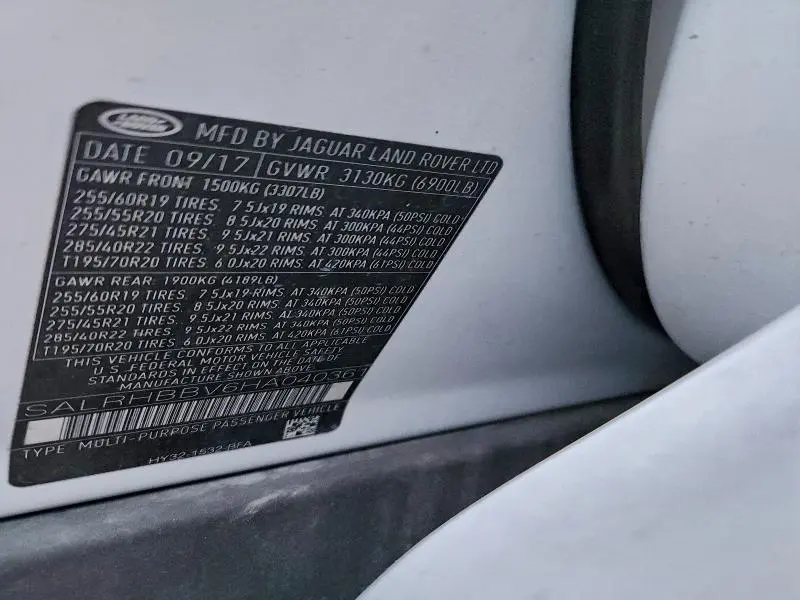 LAND ROVER
MFD BY JAGUAR LAND ROVER LTD
DATE 09/17 GVWR 3130KG (6900LB)
GAWR FRONT 1500KG (3307LB)
255/60R19 TIRES. 7.5Jx19 RIMS. AT 340KPA (50PSI) COLD
255/55R20 TIRES. 8.5Jx20 RIMS. AT 300KPA (44PSI) COLD
275/45R21 TIRES. 9.5Jx21 RIMS. AT 300KPA (44PSI) COLD
285/40R22 TIRES. 9.5Jx22 RIMS. AT 300KPA (44PSI) COLD
T195/70R20 TIRES. 6.0Jx20 RIMS. AT 420KPA (61PSI) COLD
GAWR REAR 1900KG (4189LB)
255/60R19 TIRES. 7.5Jx19 RIMS. AT 340KPA (50PSI) COLD
255/55R20 TIRES. 8.5Jx20 RIMS. AT 340KPA (50PSI) COLD
275/45R21 TIRES. 9.5Jx21 RIMS. AT 340KPA (50PSI) COLD
285/40R22 TIRES. 9.5Jx22 RIMS. AT 340KPA (50PSI) COLD
T195/70R20 TIRES. 6.0Jx20 RIMS. AT 420KPA (61PSI) COLD
THIS VEHICLE CONFORMS TO ALL APPLICABLE
U.S. FEDERAL MOTOR VEHICLE SAFETY
STANDARDS IN EFFECT ON THE DATE OF
MANUFACTURE SHOWN ABOVE
SALRHBBV6HA040361
TYPE MULTI-PURPOSE PASSENGER VEHICLE
HY32-1532-BFA